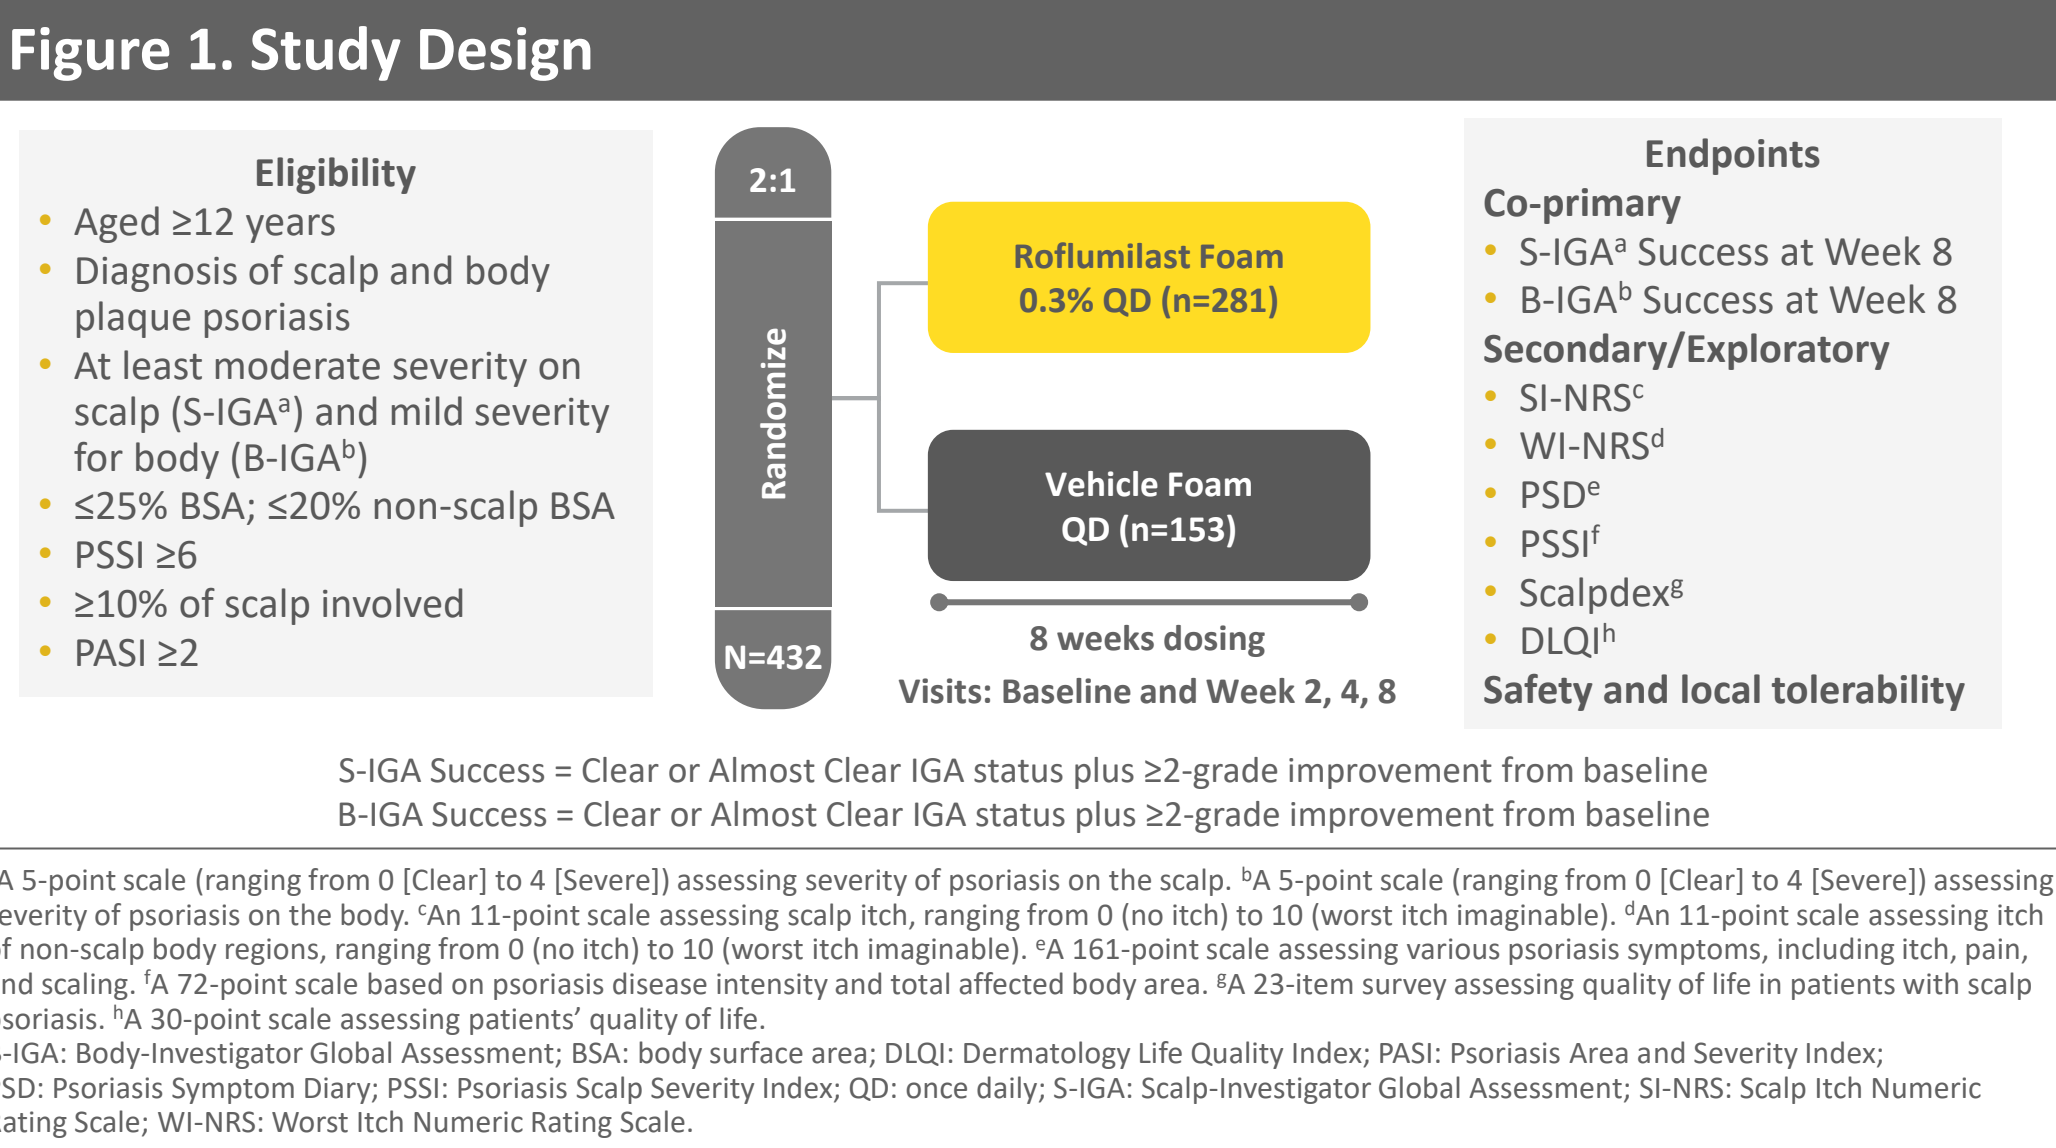 Figure 1. Study Design
Eligibility
• Aged ≥12 years
• Diagnosis of scalp and body
plaque psoriasis
• At least moderate severity on
scalp (S-IGAᵃ) and mild severity
for body (B-IGAᵇ)
• ≤25% BSA; ≤20% non-scalp BSA
• PSSI ≥6
• ≥10% of scalp involved
• PASI ≥2
2:1
Randomize
N=432
Roflumilast Foam
0.3% QD (n=281)
Vehicle Foam
QD (n=153)
8 weeks dosing
Visits: Baseline and Week 2, 4, 8
Endpoints
Co-primary
• S-IGAᵃ Success at Week 8
• B-IGAᵇ Success at Week 8
Secondary/Exploratory
• SI-NRSᶜ
• WI-NRSᵈ
• PSDᵉ
• PSSIᶠ
• Scalpdexᵍ
• DLQIʰ
Safety and local tolerability
S-IGA Success = Clear or Almost Clear IGA status plus ≥2-grade improvement from baseline
B-IGA Success = Clear or Almost Clear IGA status plus ≥2-grade improvement from baseline
A 5-point scale (ranging from 0 [Clear] to 4 [Severe]) assessing severity of psoriasis on the scalp. ᵇA 5-point scale (ranging from 0 [Clear] to 4 [Severe]) assessing
everity of psoriasis on the body. ᶜAn 11-point scale assessing scalp itch, ranging from 0 (no itch) to 10 (worst itch imaginable). ᵈAn 11-point scale assessing itch
of non-scalp body regions, ranging from 0 (no itch) to 10 (worst itch imaginable). ᵉA 161-point scale assessing various psoriasis symptoms, including itch, pain,
nd scaling. ᶠA 72-point scale based on psoriasis disease intensity and total affected body area. ᵍA 23-item survey assessing quality of life in patients with scalp
psoriasis. ʰA 30-point scale assessing patients’ quality of life.
-IGA: Body-Investigator Global Assessment; BSA: body surface area; DLQI: Dermatology Life Quality Index; PASI: Psoriasis Area and Severity Index;
SD: Psoriasis Symptom Diary; PSSI: Psoriasis Scalp Severity Index; QD: once daily; S-IGA: Scalp-Investigator Global Assessment; SI-NRS: Scalp Itch Numeric
ating Scale; WI-NRS: Worst Itch Numeric Rating Scale.